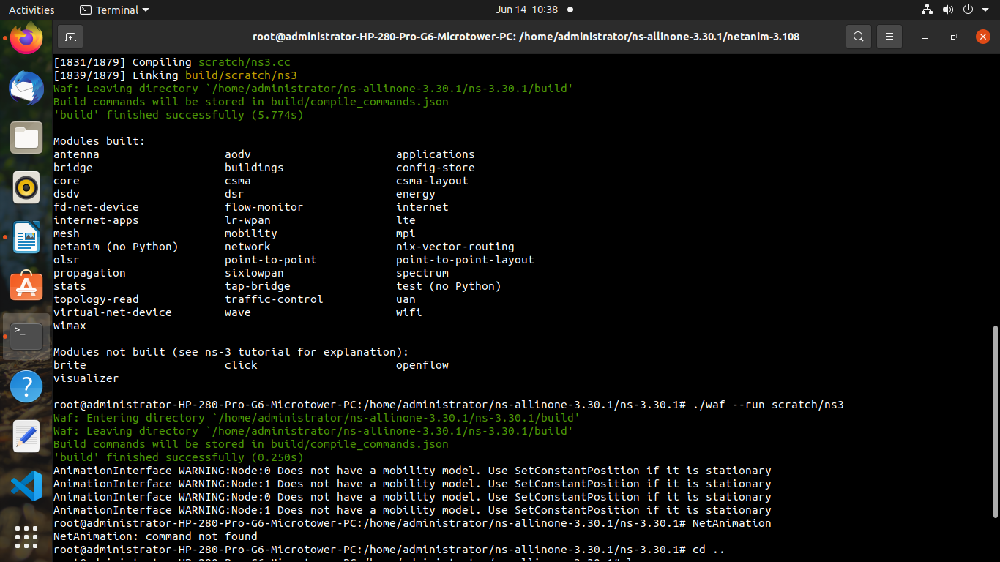 Activities
Terminal
Jun 14 10:38
root@administrator-HP-280-Pro-G6-Microtower-PC: /home/administrator/ns-allinone-3.30.1/netanim-3.108
[1831/1879] Compiling scratch/ns3.cc
[1839/1879] Linking build/scratch/ns3
Waf: Leaving directory `/home/administrator/ns-allinone-3.30.1/ns-3.30.1/build'
Build commands will be stored in build/compile_commands.json
'build' finished successfully (5.774s)
Modules built:
antenna aodv applications
bridge buildings config-store
core csma csma-layout
dsdv dsr energy
fd-net-device flow-monitor internet
internet-apps lr-wpan lte
mesh mobility mpi
netanim (no Python) network nix-vector-routing
olsr point-to-point point-to-point-layout
propagation sixlowpan spectrum
stats tap-bridge test (no Python)
topology-read traffic-control uan
virtual-net-device wave wifi
wimax
Modules not built (see ns-3 tutorial for explanation):
brite click openflow
visualizer
root@administrator-HP-280-Pro-G6-Microtower-PC:/home/administrator/ns-allinone-3.30.1/ns-3.30.1# ./waf --run scratch/ns3
Waf: Entering directory `/home/administrator/ns-allinone-3.30.1/ns-3.30.1/build'
Waf: Leaving directory `/home/administrator/ns-allinone-3.30.1/ns-3.30.1/build'
Build commands will be stored in build/compile_commands.json
'build' finished successfully (0.250s)
AnimationInterface WARNING:Node:0 Does not have a mobility model. Use SetConstantPosition if it is stationary
AnimationInterface WARNING:Node:1 Does not have a mobility model. Use SetConstantPosition if it is stationary
AnimationInterface WARNING:Node:0 Does not have a mobility model. Use SetConstantPosition if it is stationary
AnimationInterface WARNING:Node:1 Does not have a mobility model. Use SetConstantPosition if it is stationary
root@administrator-HP-280-Pro-G6-Microtower-PC:/home/administrator/ns-allinone-3.30.1/ns-3.30.1# NetAnimation
NetAnimation: command not found
root@administrator-HP-280-Pro-G6-Microtower-PC:/home/administrator/ns-allinone-3.30.1/ns-3.30.1# cd ..